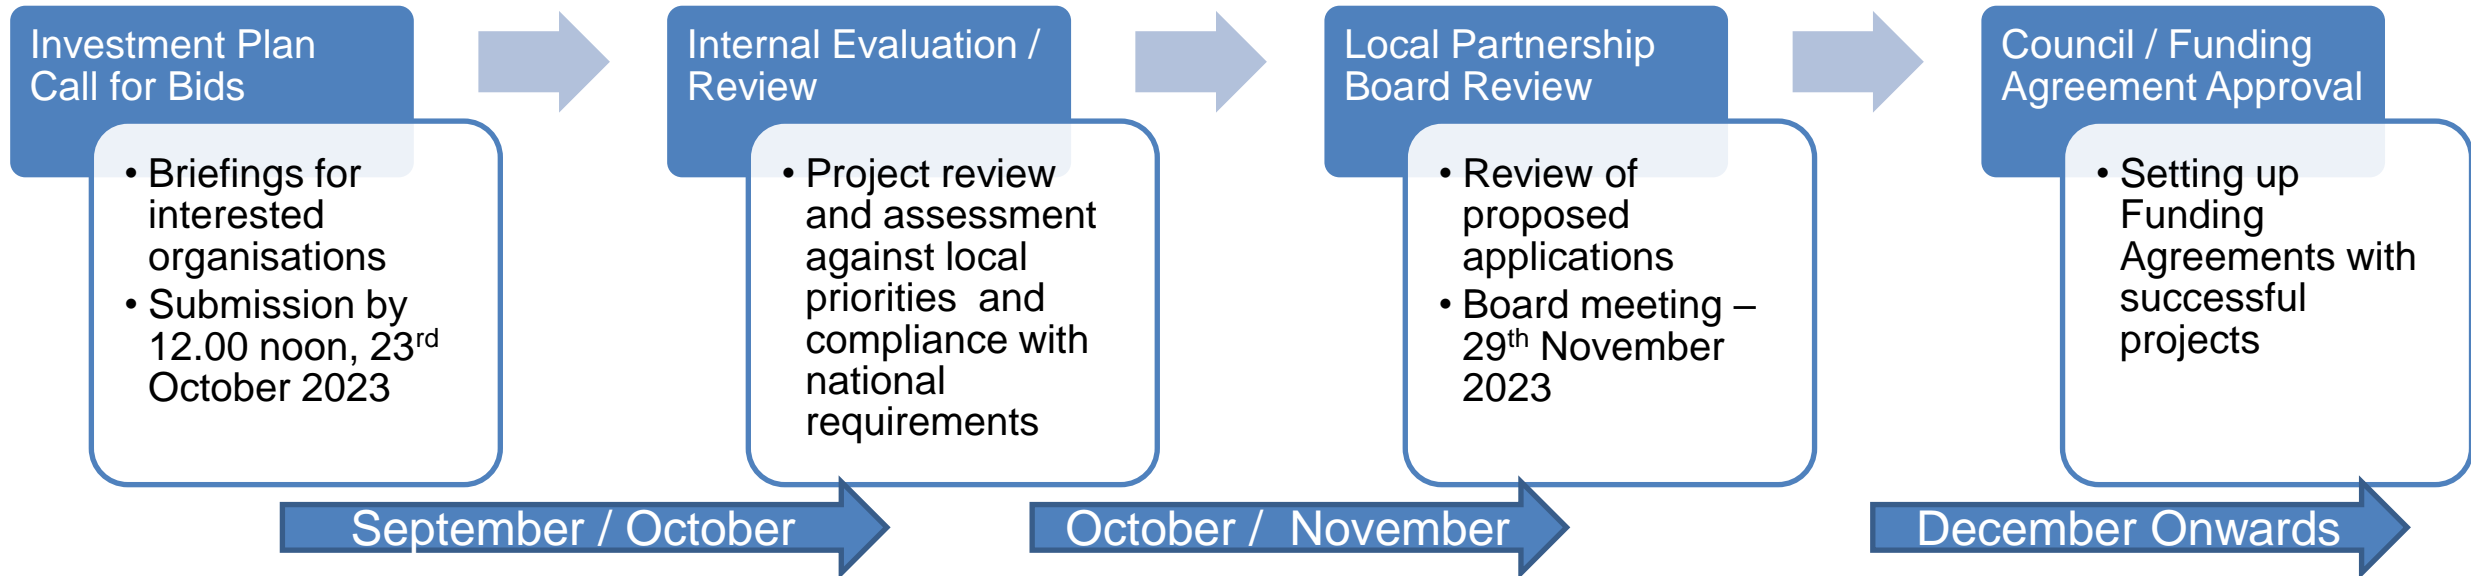 Investment Plan
Call for Bids
• Briefings for
interested
organisations
• Submission by
12.00 noon, 23rd
October 2023
Internal Evaluation /
Review
• Project review
and assessment
against local
priorities  and
compliance with
national
requirements
Local Partnership
Board Review
• Review of
proposed
applications
• Board meeting –
29th November
2023
Council / Funding
Agreement Approval
• Setting up
Funding
Agreements with
successful
projects
September / October
October /  November
December Onwards